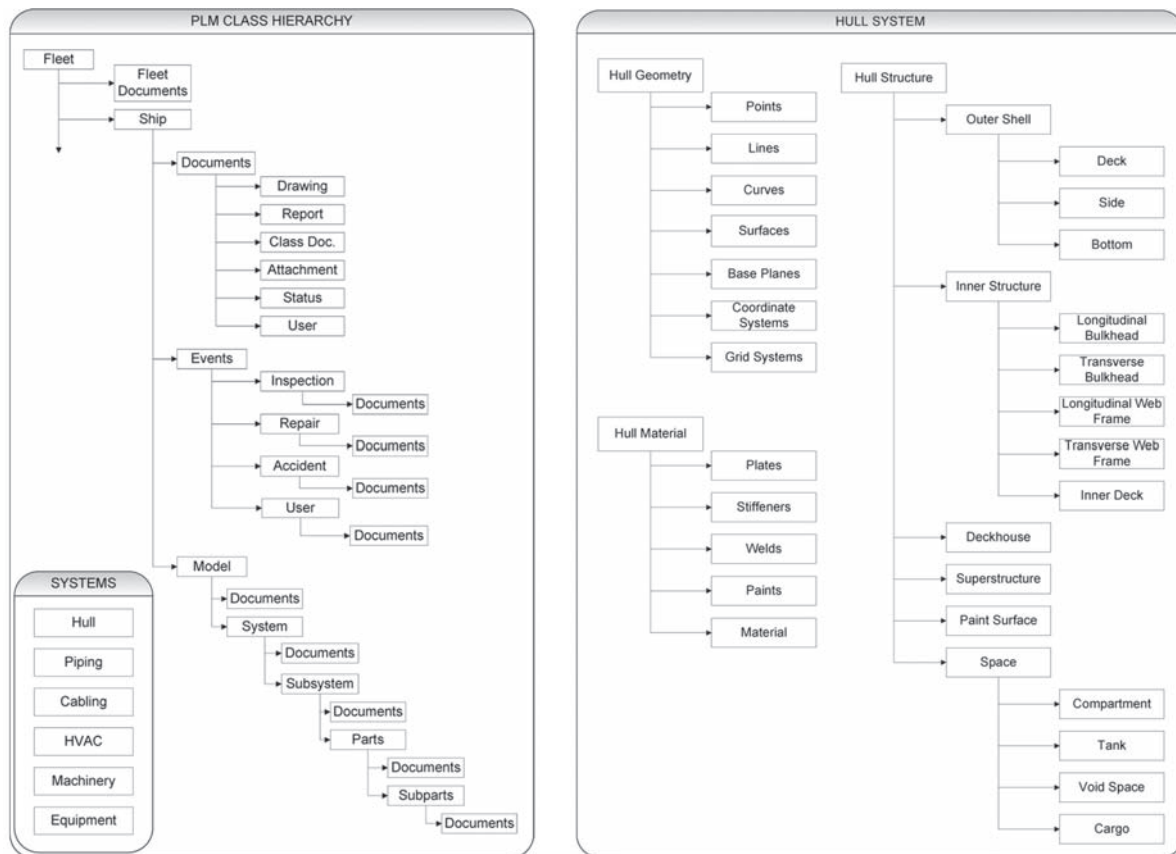 PLM CLASS HIERARCHY
Fleet
Fleet
Documents
Ship
Documents
Drawing
Report
Class Doc.
Attachment
Status
User
Events
Inspection
Documents
Repair
Documents
Accident
Documents
User
Documents
Model
Documents
System
Documents
Subsystem
Documents
Parts
Documents
Subparts
Documents
SYSTEMS
Hull
Piping
Cabling
HVAC
Machinery
Equipment
HULL SYSTEM
Hull Geometry
Points
Lines
Curves
Surfaces
Base Planes
Coordinate
Systems
Grid Systems
Hull Material
Plates
Stiffeners
Welds
Paints
Material
Hull Structure
Outer Shell
Deck
Side
Bottom
Inner Structure
Longitudinal
Bulkhead
Transverse
Bulkhead
Longitudinal Web
Frame
Transverse Web
Frame
Inner Deck
Deckhouse
Superstructure
Paint Surface
Space
Compartment
Tank
Void Space
Cargo